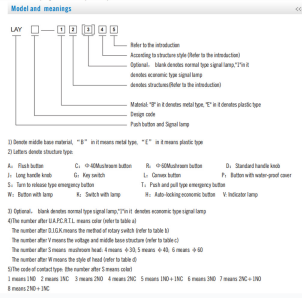 Model and meanings
<<
LAY □ — 1 2 3 4 5
Refer to the introduction
According to structure style (Refer to the introduction)
Optional, blank denotes normal type signal lamp,"J"in it
denotes economic type signal lamp
denotes structures(Refer to the introduction)
Material: "B" in it denotes metal type, "E" in it denotes plastic type
Design code
Push button and Signal lamp
1) Denote middle base material, "B" in it means metal type, "E" in it means plastic type
2) Letters denote structure type.
A: Flush button C: Φ40Mushroom button R: Φ60Mushroom button D: Standard handle knob
J: Long handle knob G: Key switch L: Convex button F: Button with water-proof cover
S: Turn to release type emergency button T: Push and pull type emergency button
W: Button with lamp K: Switch with lamp H: Auto-locking economic button V: Indicator lamp
3) Optional, blank denotes normal type signal lamp,"J"in it denotes economic type signal lamp
4)The number after means color (refer to table a)
The number after D.J.G.K means the method of rotary switch (refer to table b)
The number after V means the voltage and middle base structure (refer to table c)
The number after S means mushroom head: 4 means Φ30, 5 means Φ40, 6 means Φ60
The number after W means the style of head (refer to table d)
5)The code of contact type: (the number after S means color)
1 means 1NO 2 means 1NC 3 means 2NO 4 means 2NC 5 means 1NO+1NC 6 means 3NO 7 means 2NC+1NO
8 means 2NO+1NC